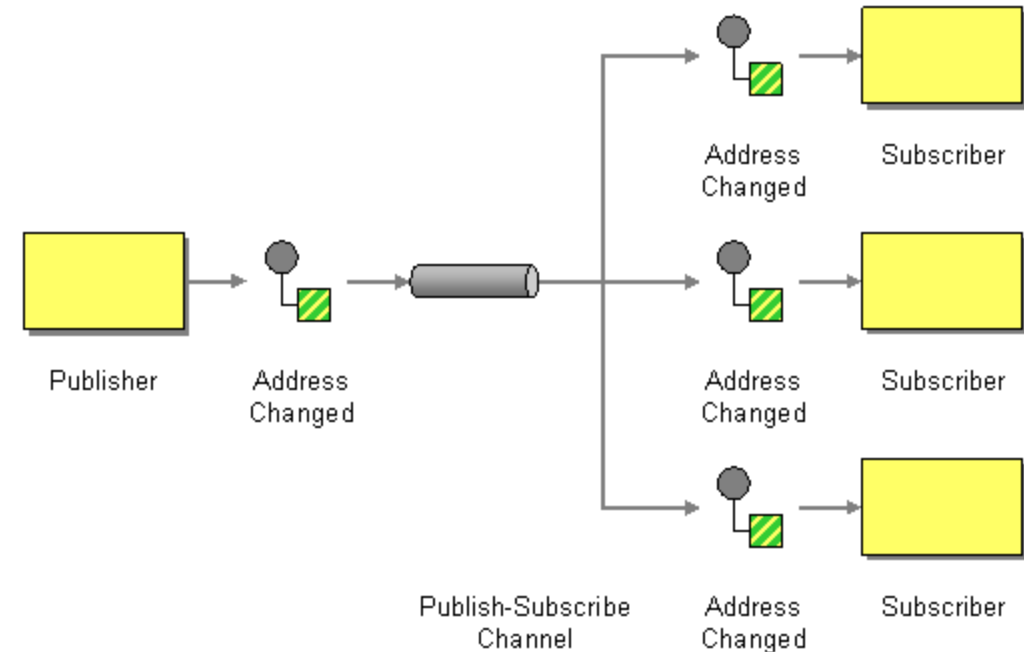 Address
Changed
Subscriber
Publisher
Address
Changed
Address
Changed
Subscriber
Publish-Subscribe
Channel
Address
Changed
Subscriber